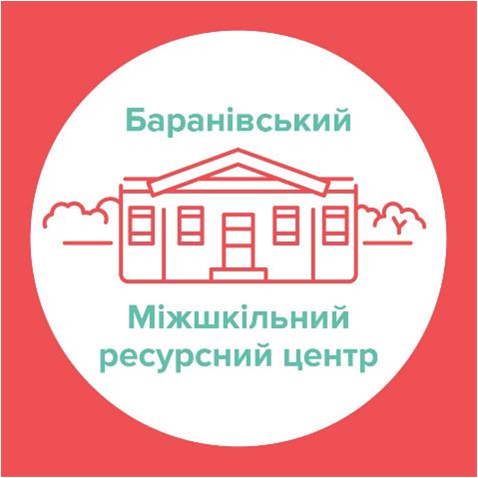 Баранівський
Міжшкільний
ресурсний центр